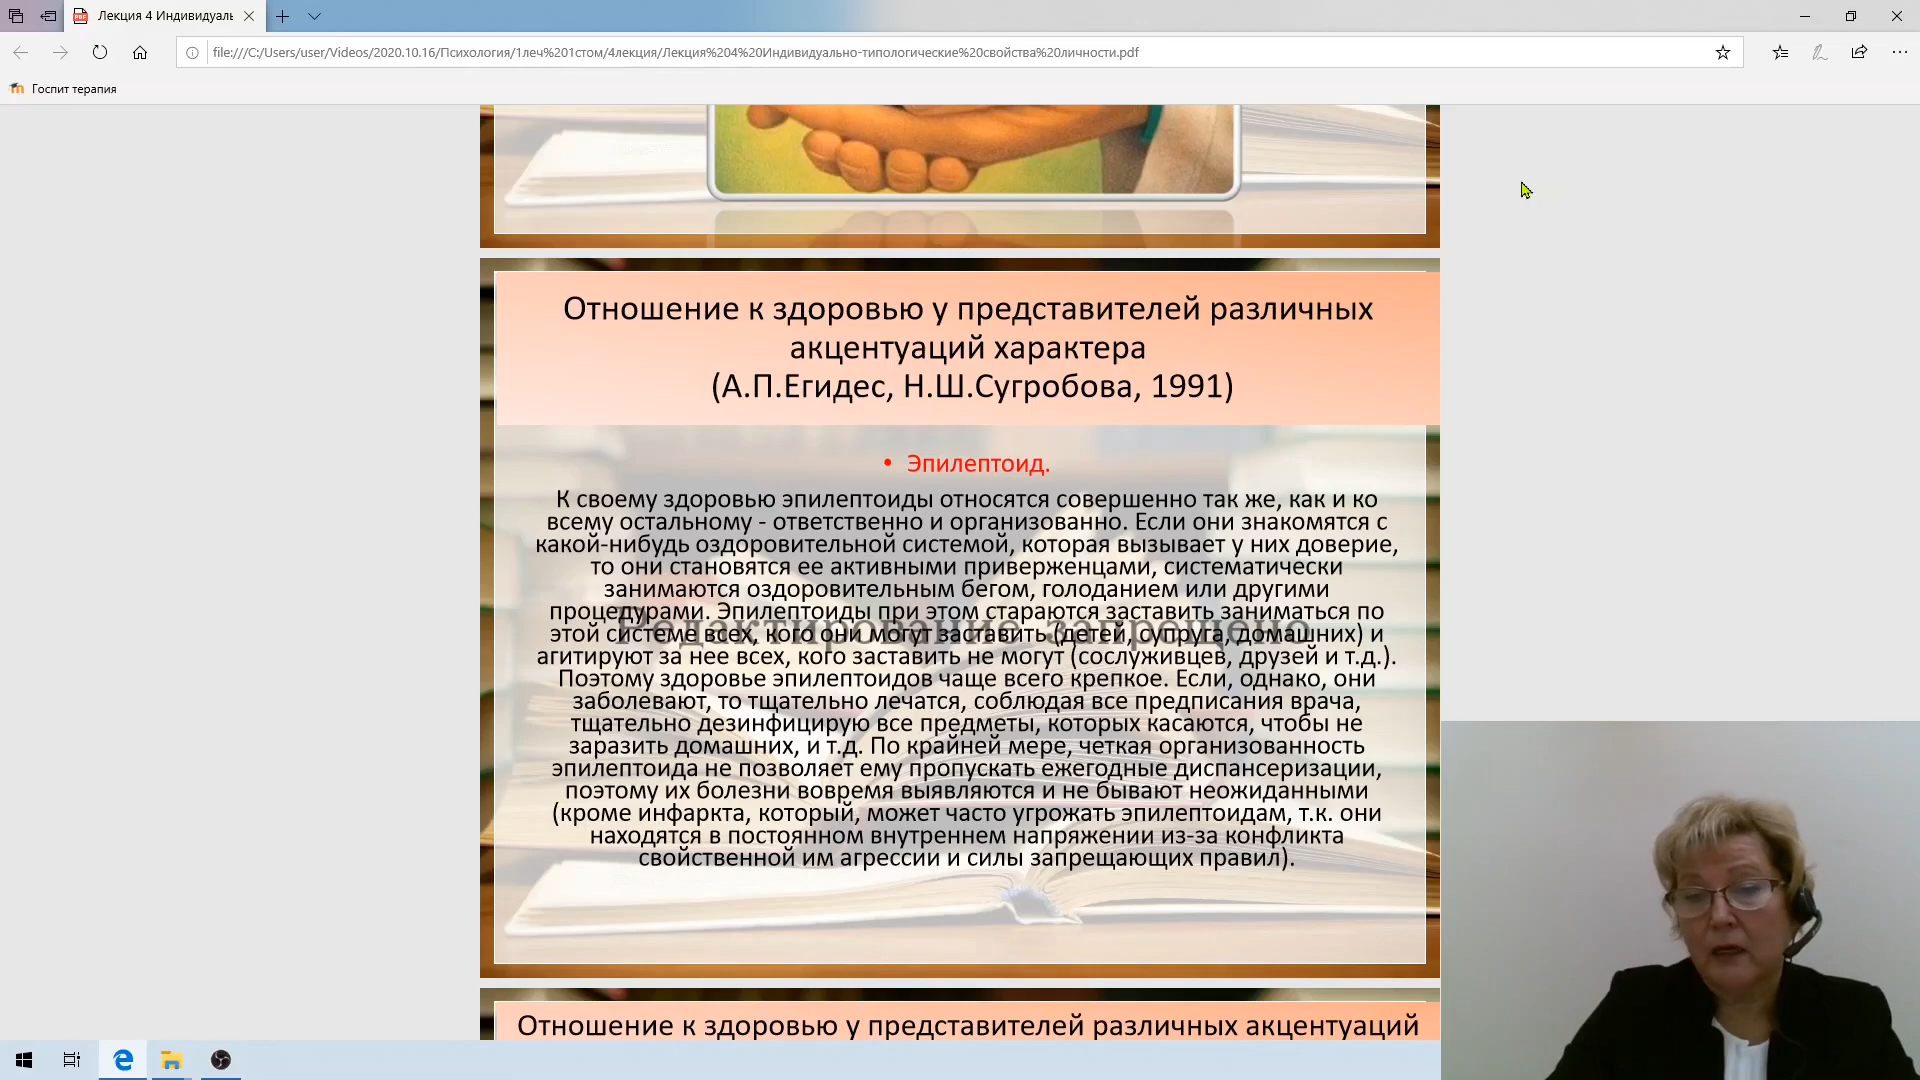 Лекция 4 Индивидуаль
file:///C:/Users/user/Videos/2020.10.16/Психология/1леч%201стом/4лекция/Лекция%204%20Индивидуально-типологические%20свойства%20личности.pdf
Госпит терапия
Отношение к здоровью у представителей различных
акцентуаций характера
(А.П.Егидес, Н.Ш.Сугробова, 1991)
• Эпилептоид.
К своему здоровью эпилептоиды относятся совершенно так же, как и ко
всему остальному - ответственно и организованно. Если они знакомятся с
какой-нибудь оздоровительной системой, которая вызывает у них доверие,
то они становятся ее активными приверженцами, систематически
занимаются оздоровительным бегом, голоданием или другими
процедурами. Эпилептоиды при этом стараются заставить заниматься по
этой системе всех, кого они могут заставить (детей, супруга, домашних) и
агитируют за нее всех, кого заставить не могут (сослуживцев, друзей и т.д.).
Поэтому здоровье эпилептоидов чаще всего крепкое. Если, однако, они
заболевают, то тщательно лечатся, соблюдая все предписания врача,
тщательно дезинфицирую все предметы, которых касаются, чтобы не
заразить домашних, и т.д. По крайней мере, четкая организованность
эпилептоида не позволяет ему пропускать ежегодные диспансеризации,
поэтому их болезни вовремя выявляются и не бывают неожиданными
(кроме инфаркта, который, может часто угрожать эпилептоидам, т.к. они
находятся в постоянном внутреннем напряжении из-за конфликта
свойственной им агрессии и силы запрещающих правил).
Редактирование запрещено
Отношение к здоровью у представителей различных акцентуаций